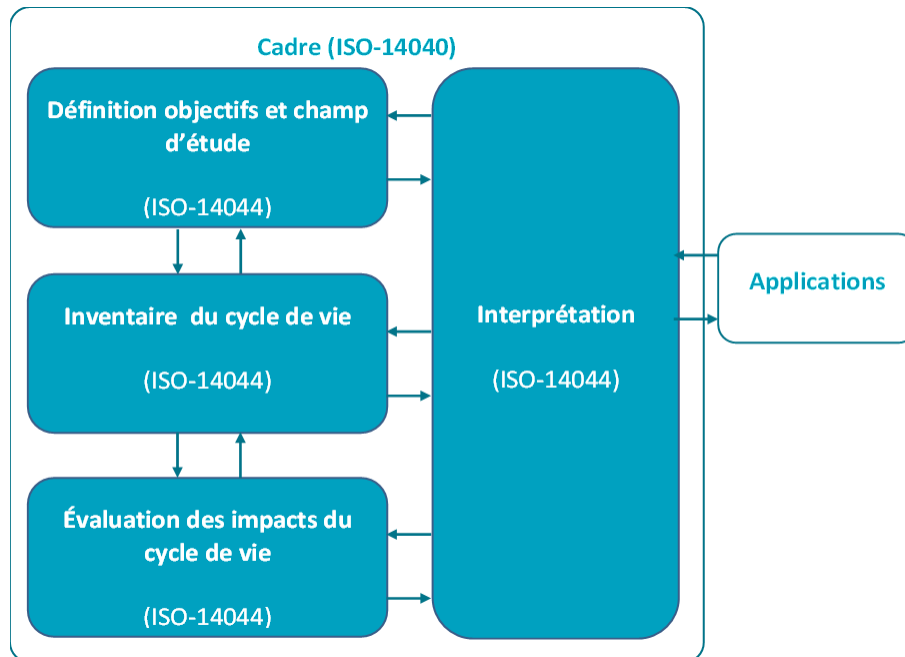 Cadre (ISO-14040)
Définition objectifs et champ
d’étude
(ISO-14044)
Inventaire  du cycle de vie
(ISO-14044)
Évaluation des impacts du
cycle de vie
(ISO-14044)
Interprétation
(ISO-14044)
Applications